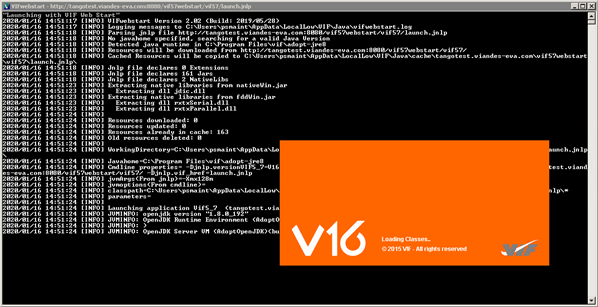 VIFwebstart - http://tangotest.viandes-eva.com:8080/vif57webstart/vif57/launch.jnlp
"Launching with VIF Web Start"
2020/01/16 14:51:17 [INFO] VIFwebstart Version 2.02 (Build: 2019/05/28)
2020/01/16 14:51:17 [INFO] Logging messages to C:\Users\psmaint\AppData\LocalLow\VIF\Java\vifwebstart.log
2020/01/16 14:51:18 [INFO] Parsing jnlp file http://tangotest.viandes-eva.com:8080/vif57webstart/vif57/launch.jnlp
2020/01/16 14:51:18 [INFO] No javahome specified, searching for a valid Java Version
2020/01/16 14:51:18 [INFO] Detected java runtime in C:\Program Files\vif\adopt-jre8
2020/01/16 14:51:18 [INFO] Resources will be downloaded from http://tangotest.viandes-eva.com:8080/vif57webstart/vif57/
2020/01/16 14:51:18 [INFO] Cached Resources will be copied to C:\Users\psmaint\AppData\LocalLow\VIF\Java\cache\tangotest.viandes-eva.com\vif57webstart\
vif57\launch.jnlp\
2020/01/16 14:51:18 [INFO] Jnlp file declares 0 Extensions
2020/01/16 14:51:18 [INFO] Jnlp file declares 161 Jars
2020/01/16 14:51:18 [INFO] Jnlp file declares 2 NativeLibs
2020/01/16 14:51:23 [INFO] Extracting native libraries from nativeWin.jar
2020/01/16 14:51:23 [INFO] Extracting dll jdic.dll
2020/01/16 14:51:23 [INFO] Extracting native libraries from fddWin.jar
2020/01/16 14:51:24 [INFO] Extracting dll rxtxSerial.dll
2020/01/16 14:51:24 [INFO] Extracting dll rxtxParallel.dll
2020/01/16 14:51:24 [INFO]
2020/01/16 14:51:24 [INFO] Resources downloaded: 0
2020/01/16 14:51:24 [INFO] Resources updated: 0
2020/01/16 14:51:24 [INFO] Resources already in cache: 163
2020/01/16 14:51:24 [INFO] Old resources deleted: 0
2020/01/16 14:51:24 [INFO]
2020/01/16 14:51:24 [INFO] WorkingDirectory=C:\Users\psmaint\AppData\Loca
aunch.jnlp
\
2020/01/16 14:51:24 [INFO] Javahome=C:\Program Files\vif\adopt-jre8
2020/01/16 14:51:24 [INFO] Cmdline properties= -Djnlp.versionVIF5_7=V16
test.viand
es-eva.com:8080/vif57webstart/vif57/ -Djnlp.vif_href=launch.jnlp
2020/01/16 14:51:24 [INFO] jvmArgs(From jnlp)=-Xmx128m
2020/01/16 14:51:24 [INFO] jvmoptions(From cmdline)=
2020/01/16 14:51:24 [INFO] classpath=C:\Users\psmaint\AppData\LocalLow\
nlp\*
2020/01/16 14:51:24 [INFO] parameters=
2020/01/16 14:51:24 [INFO]
2020/01/16 14:51:24 [INFO] Launching application Vif5_7 (tangotest.vi
2020/01/16 14:51:24 [INFO] JVMINFO: openjdk version "1.8.0_192"
2020/01/16 14:51:24 [INFO] JVMINFO: OpenJDK Runtime Environment (AdoptO
2020/01/16 14:51:24 [INFO] JVMINFO: )
2020/01/16 14:51:24 [INFO] JVMINFO: OpenJDK Server VM (AdoptOpenJDK)(bu
V16
Loading Classes..
© 2015 VIF - All rights reserved
VIF